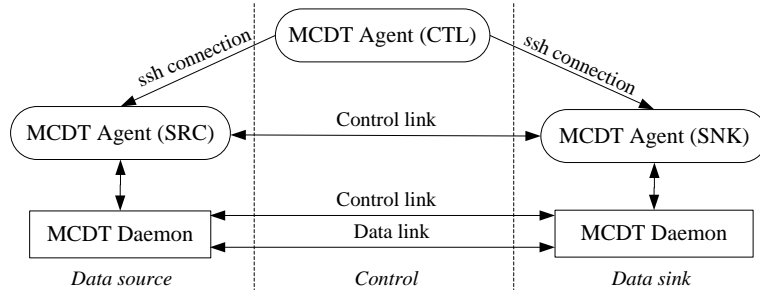 MCDT Agent (CTL)
ssh connection
ssh connection
MCDT Agent (SRC)
Control link
MCDT Agent (SNK)
Control link
MCDT Daemon
Data link
MCDT Daemon
Data source
Control
Data sink